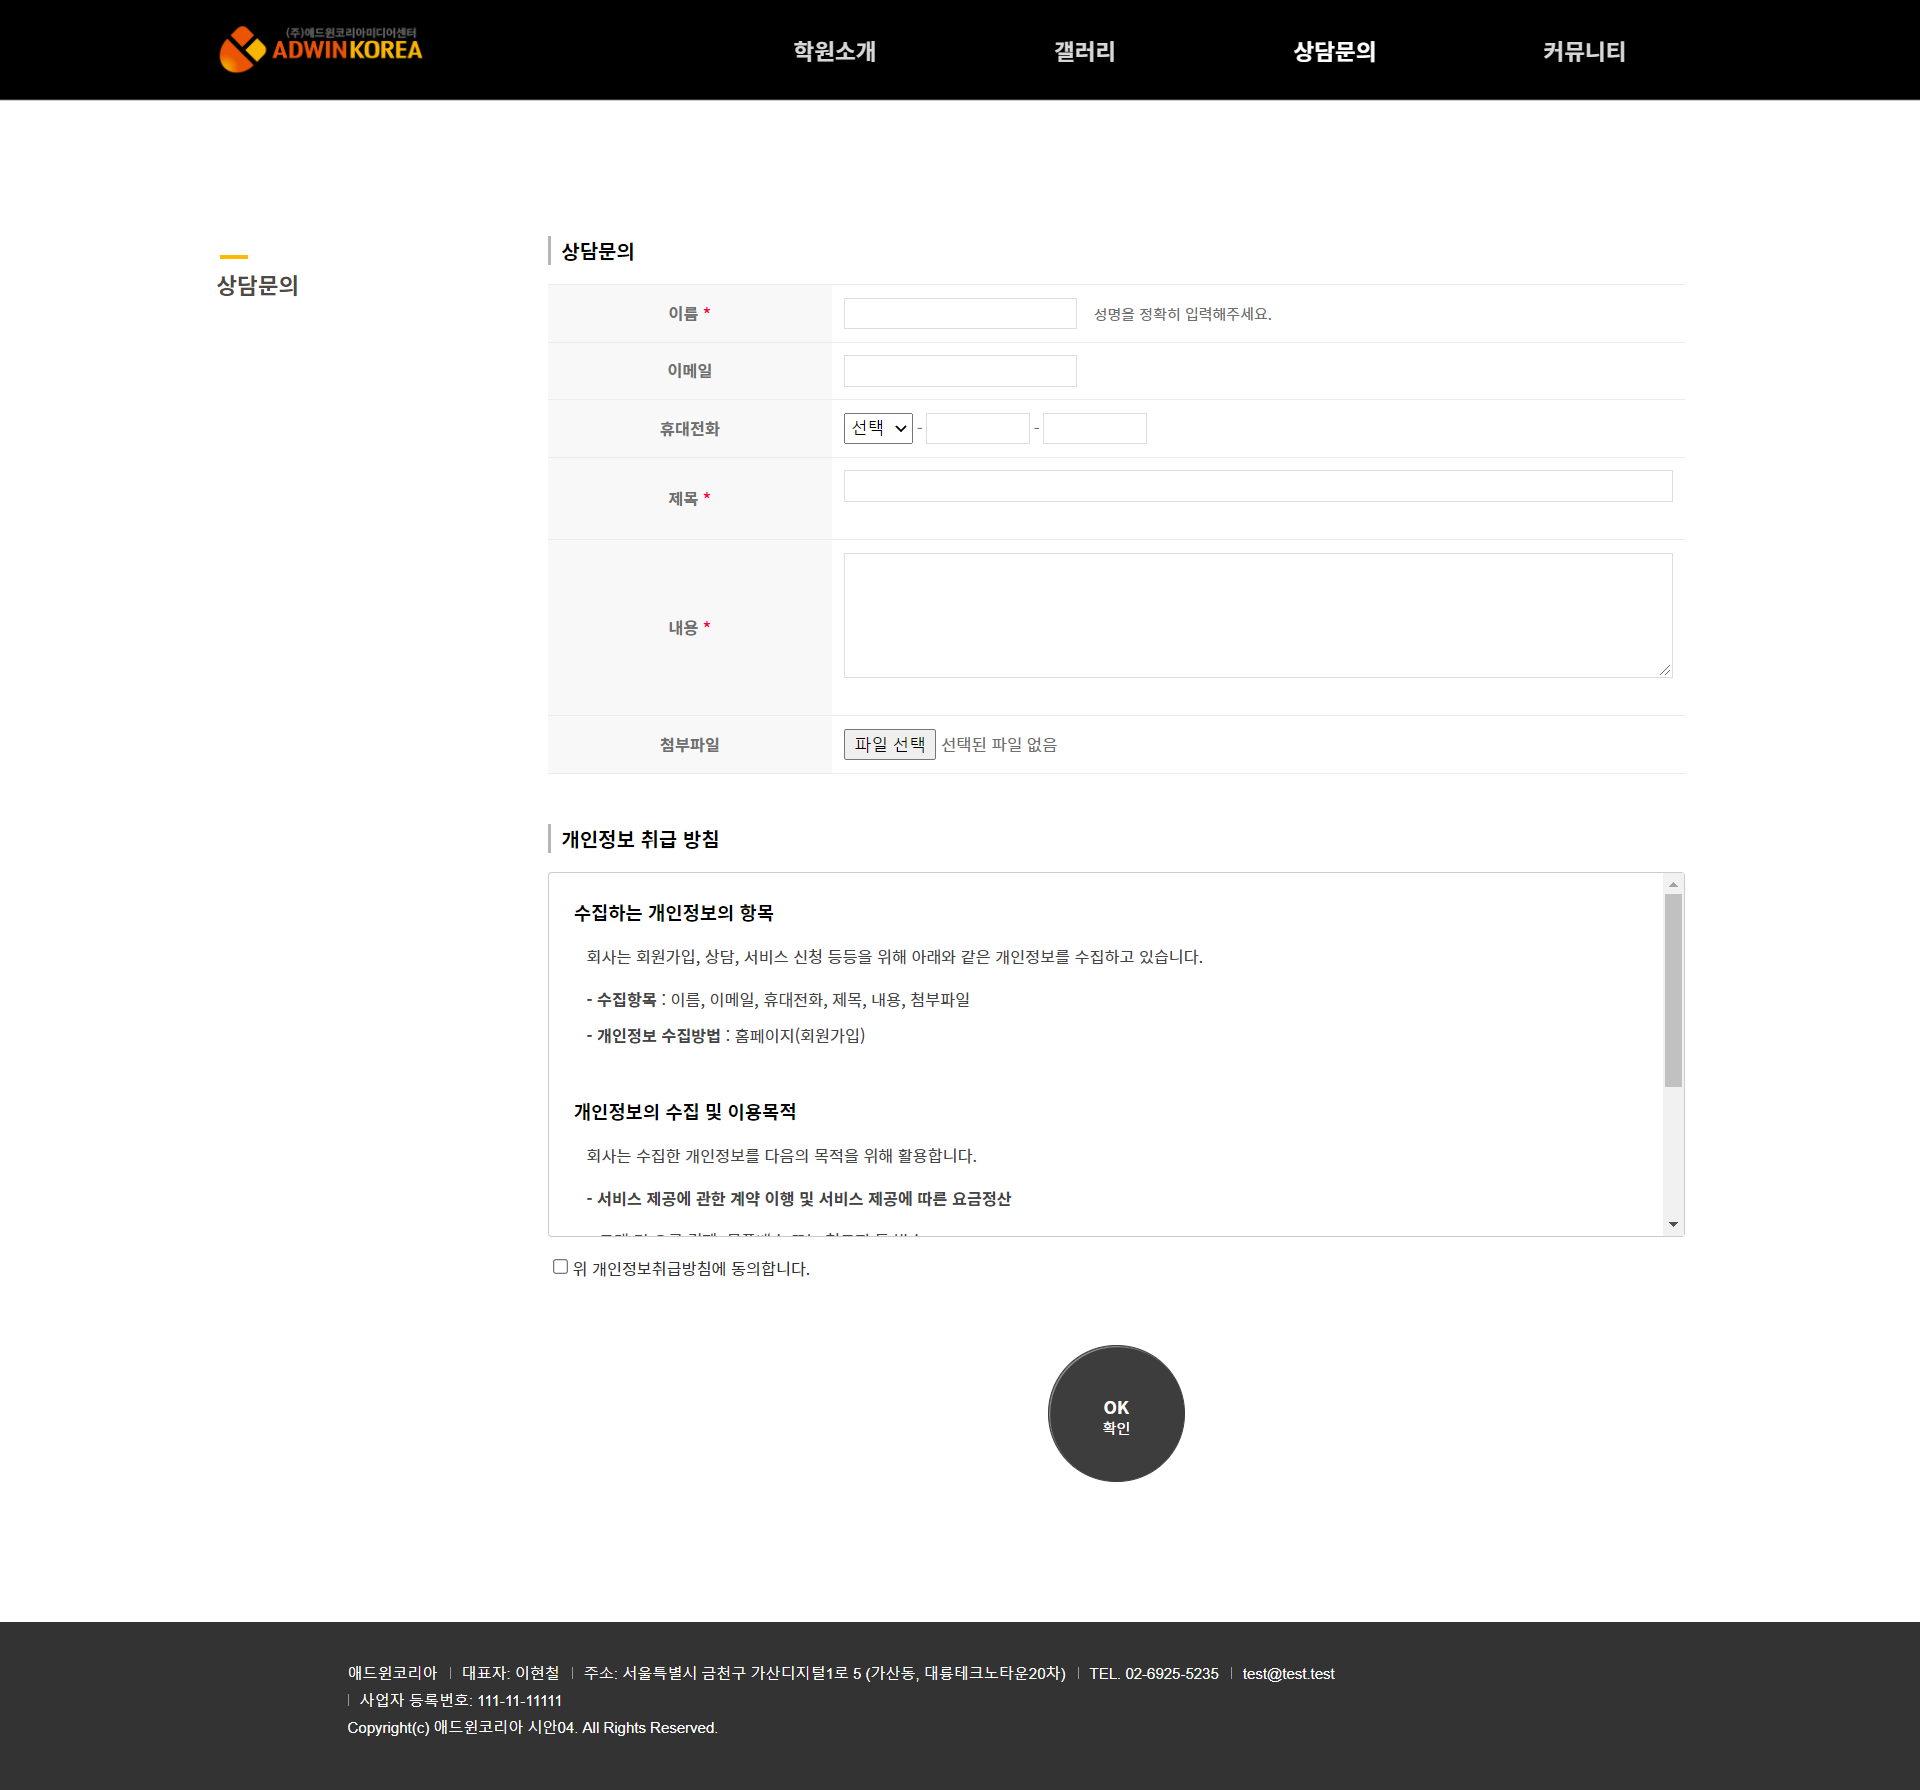 (주)애드윈코리아미디어센터
ADWINKOREA
학원소개
갤러리
상담문의
커뮤니티
상담문의
상담문의
이름 *
성명을 정확히 입력해주세요.
이메일
휴대전화
선택 - -
제목 *
내용 *
첨부파일
파일 선택 선택된 파일 없음
개인정보 취급 방침
수집하는 개인정보의 항목
회사는 회원가입, 상담, 서비스 신청 등등을 위해 아래와 같은 개인정보를 수집하고 있습니다.
- 수집항목 : 이름, 이메일, 휴대전화, 제목, 내용, 첨부파일
- 개인정보 수집방법 : 홈페이지(회원가입)
개인정보의 수집 및 이용목적
회사는 수집한 개인정보를 다음의 목적을 위해 활용합니다.
- 서비스 제공에 관한 계약 이행 및 서비스 제공에 따른 요금정산
위 개인정보취급방침에 동의합니다.
OK
확인
애드윈코리아 | 대표자: 이현철 | 주소: 서울특별시 금천구 가산디지털1로 5 (가산동, 대륭테크노타운20차) | TEL. 02-6925-5235 | test@test.test
| 사업자 등록번호: 111-11-11111
Copyright(c) 애드윈코리아 시안04. All Rights Reserved.